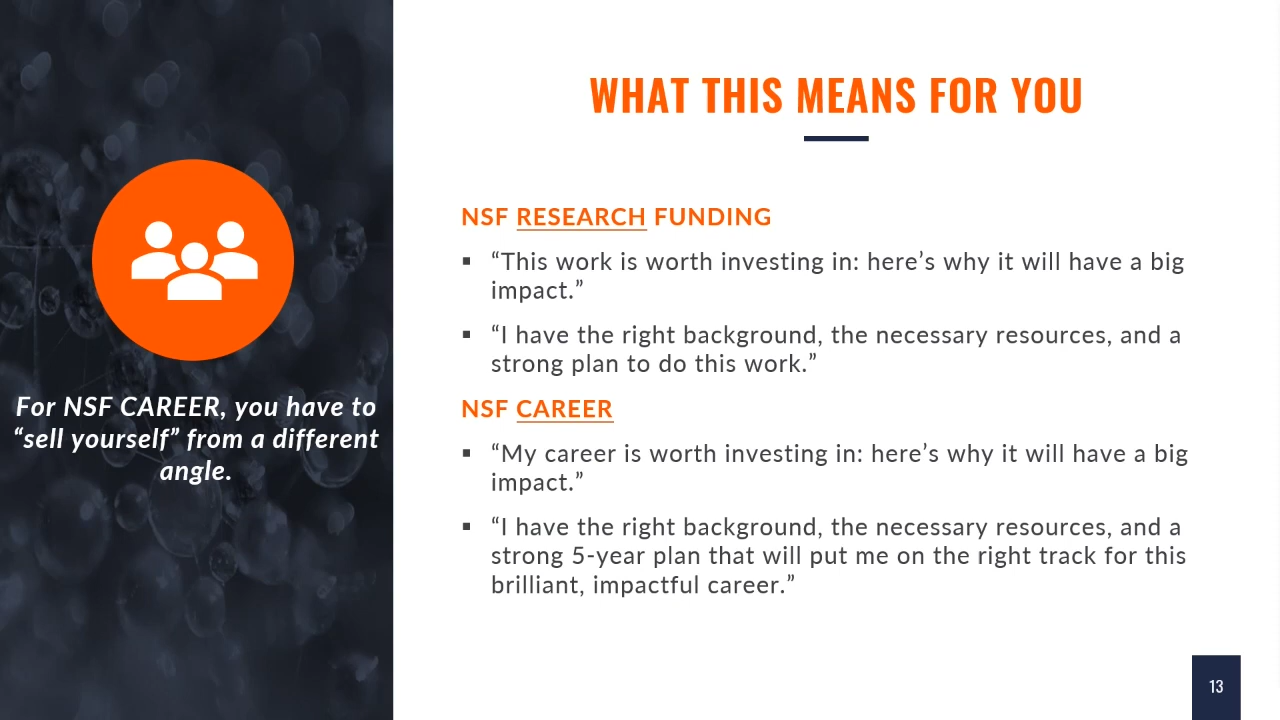 For NSF CAREER, you have to
“sell yourself” from a different
angle.
WHAT THIS MEANS FOR YOU
NSF RESEARCH FUNDING
▪ “This work is worth investing in: here’s why it will have a big
impact.”
▪ “I have the right background, the necessary resources, and a
strong plan to do this work.”
NSF CAREER
▪ “My career is worth investing in: here’s why it will have a big
impact.”
▪ “I have the right background, the necessary resources, and a
strong 5-year plan that will put me on the right track for this
brilliant, impactful career.”
13